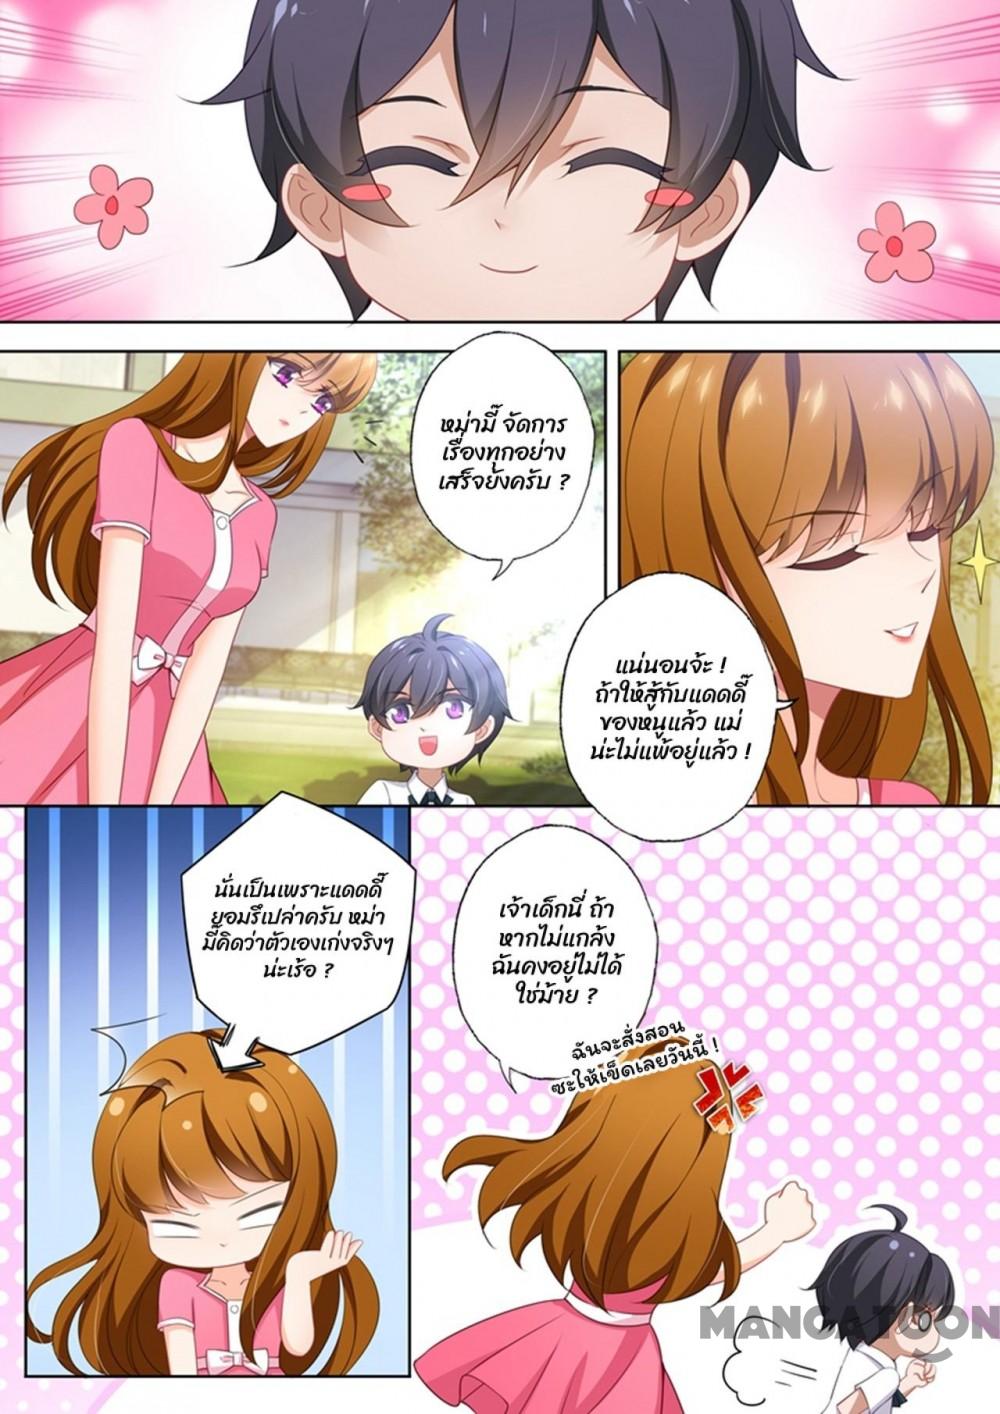 หม่ามี๊ จัดการ
เรื่องทุกอย่าง
เสร็จยังครับ ?
แน่นอนจ้ะ !
ถ้าให้สู้กับแดดดี๊
ของหนูแล้ว แม่
น่ะไม่แพ้อยู่แล้ว !
นั่นเป็นเพราะแดดดี๊
ยอมรึเปล่าครับ หม่า
มี๊คิดว่าตัวเองเก่งจริงๆ
น่ะเร้อ ?
เจ้าเด็กนี่ ถ้า
หากไม่แกล้ง
ฉันคงอยู่ไม่ได้
ใช่ม้าย ?
ฉันจะสั่งสอน
ซะให้เข็ดเลยวันนี้ !
MANGATOON